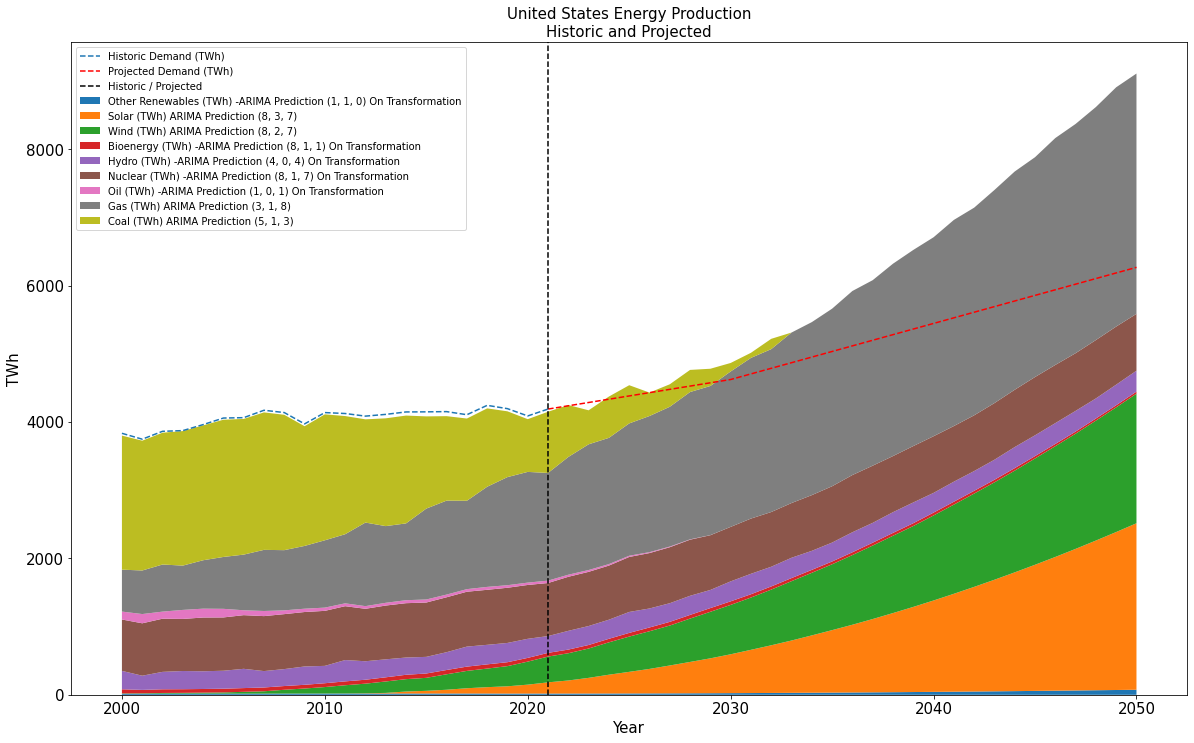 United States Energy Production
Historic and Projected
Historic Demand (TWh)
Projected Demand (TWh)
Historic / Projected
Other Renewables (TWh) -ARIMA Prediction (1, 1, 0) On Transformation
Solar (TWh) ARIMA Prediction (8, 3, 7)
Wind (TWh) ARIMA Prediction (8, 2, 7)
Bioenergy (TWh) -ARIMA Prediction (8, 1, 1) On Transformation
Hydro (TWh) -ARIMA Prediction (4, 0, 4) On Transformation
Nuclear (TWh) -ARIMA Prediction (8, 1, 7) On Transformation
Oil (TWh) -ARIMA Prediction (1, 0, 1) On Transformation
Gas (TWh) ARIMA Prediction (3, 1, 8)
Coal (TWh) ARIMA Prediction (5, 1, 3)
8000
6000
4000
2000
0
TWh
2000 2010 2020 2030 2040 2050
Year